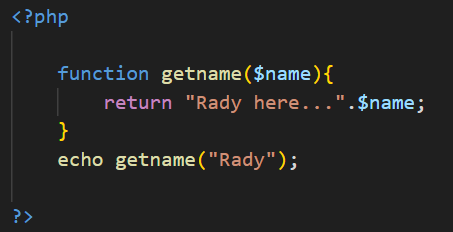 <?php
function getname($name){
return "Rady here...".$name;
}
echo getname("Rady");
?>